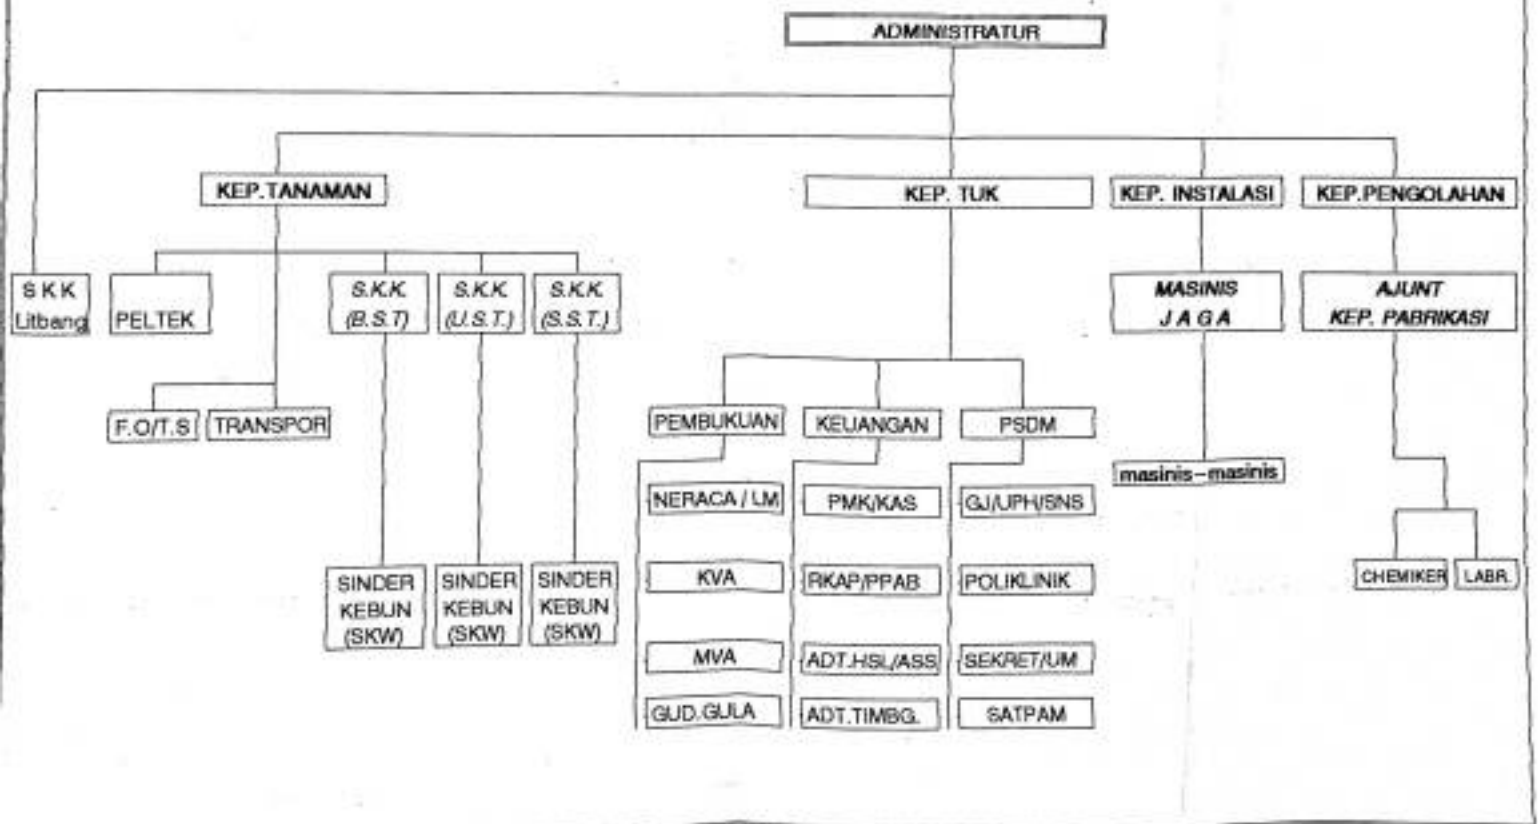 ADMINISTRATUR
KEP.TANAMAN
KEP. TUK
KEP. INSTALASI
KEP.PENGOLAHAN
S K K
Litbang
PELTEK
S.K.K.
(B.S.T)
S.K.K.
(U.S.T.)
S.K.K.
(S.S.T.)
MASINIS
J A G A
AJUNT
KEP. PABRIKASI
F.O/T.S
TRANSPOR
PEMBUKUAN
KEUANGAN
PSDM
masinis-masinis
NERACA / LM
PMK/KAS
GJ/UPH/SNS
SINDER
KEBUN
(SKW)
SINDER
KEBUN
(SKW)
SINDER
KEBUN
(SKW)
KVA
RKAP/PPAB
POLIKLINIK
CHEMIKER
LABR.
MVA
ADT.HSL/ASS
SEKRET/UM
GUD.GULA
ADT.TIMBG.
SATPAM